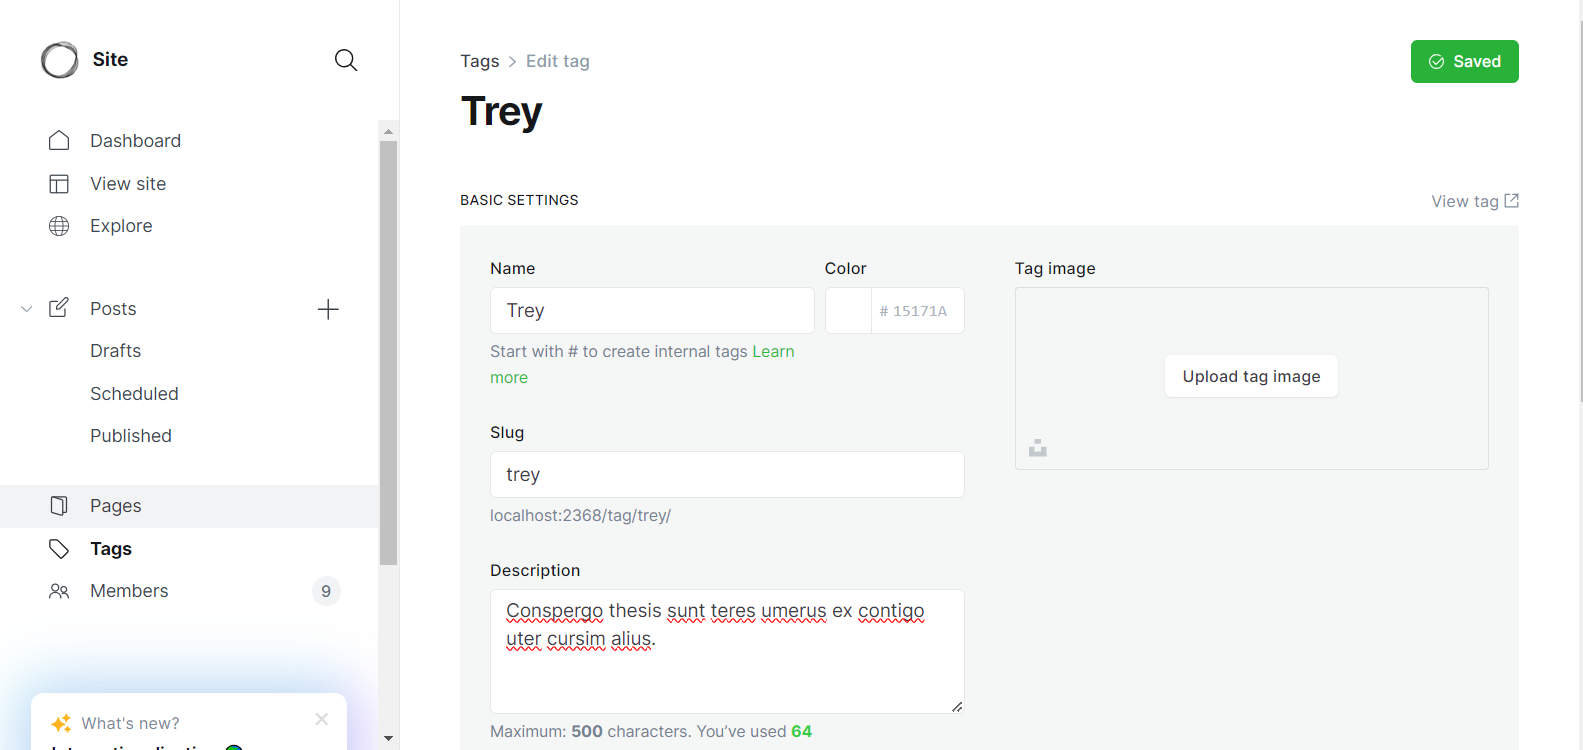 Site
Dashboard
View site
Explore
Posts
Drafts
Scheduled
Published
Pages
Tags
Members 9
What's new?
Tags > Edit tag
Saved
Trey
BASIC SETTINGS
View tag
Name
Trey
Start with # to create internal tags Learn
more
Color
# 15171A
Slug
trey
localhost:2368/tag/trey/
Description
Conspergo thesis sunt teres umerus ex contigo
uter cursim alius.
Maximum: 500 characters. You’ve used 64
Tag image
Upload tag image